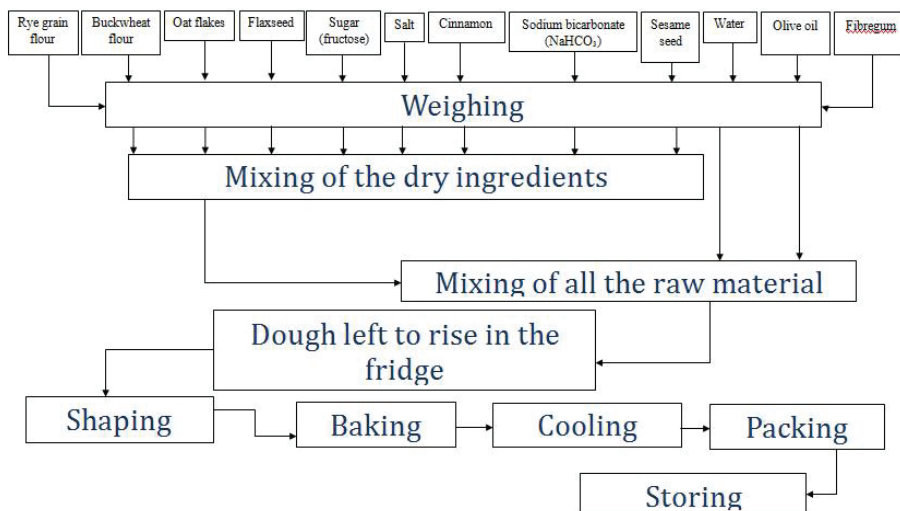 Rye grain
flour
Buckwheat
flour
Oat flakes
Flaxseed
Sugar
(fructose)
Salt
Cinnamon
Sodium bicarbonate
(NaHCO₃)
Sesame
seed
Water
Olive oil
Fibregum
Weighing
Mixing of the dry ingredients
Mixing of all the raw material
Dough left to rise in the
fridge
Shaping
Baking
Cooling
Packing
Storing